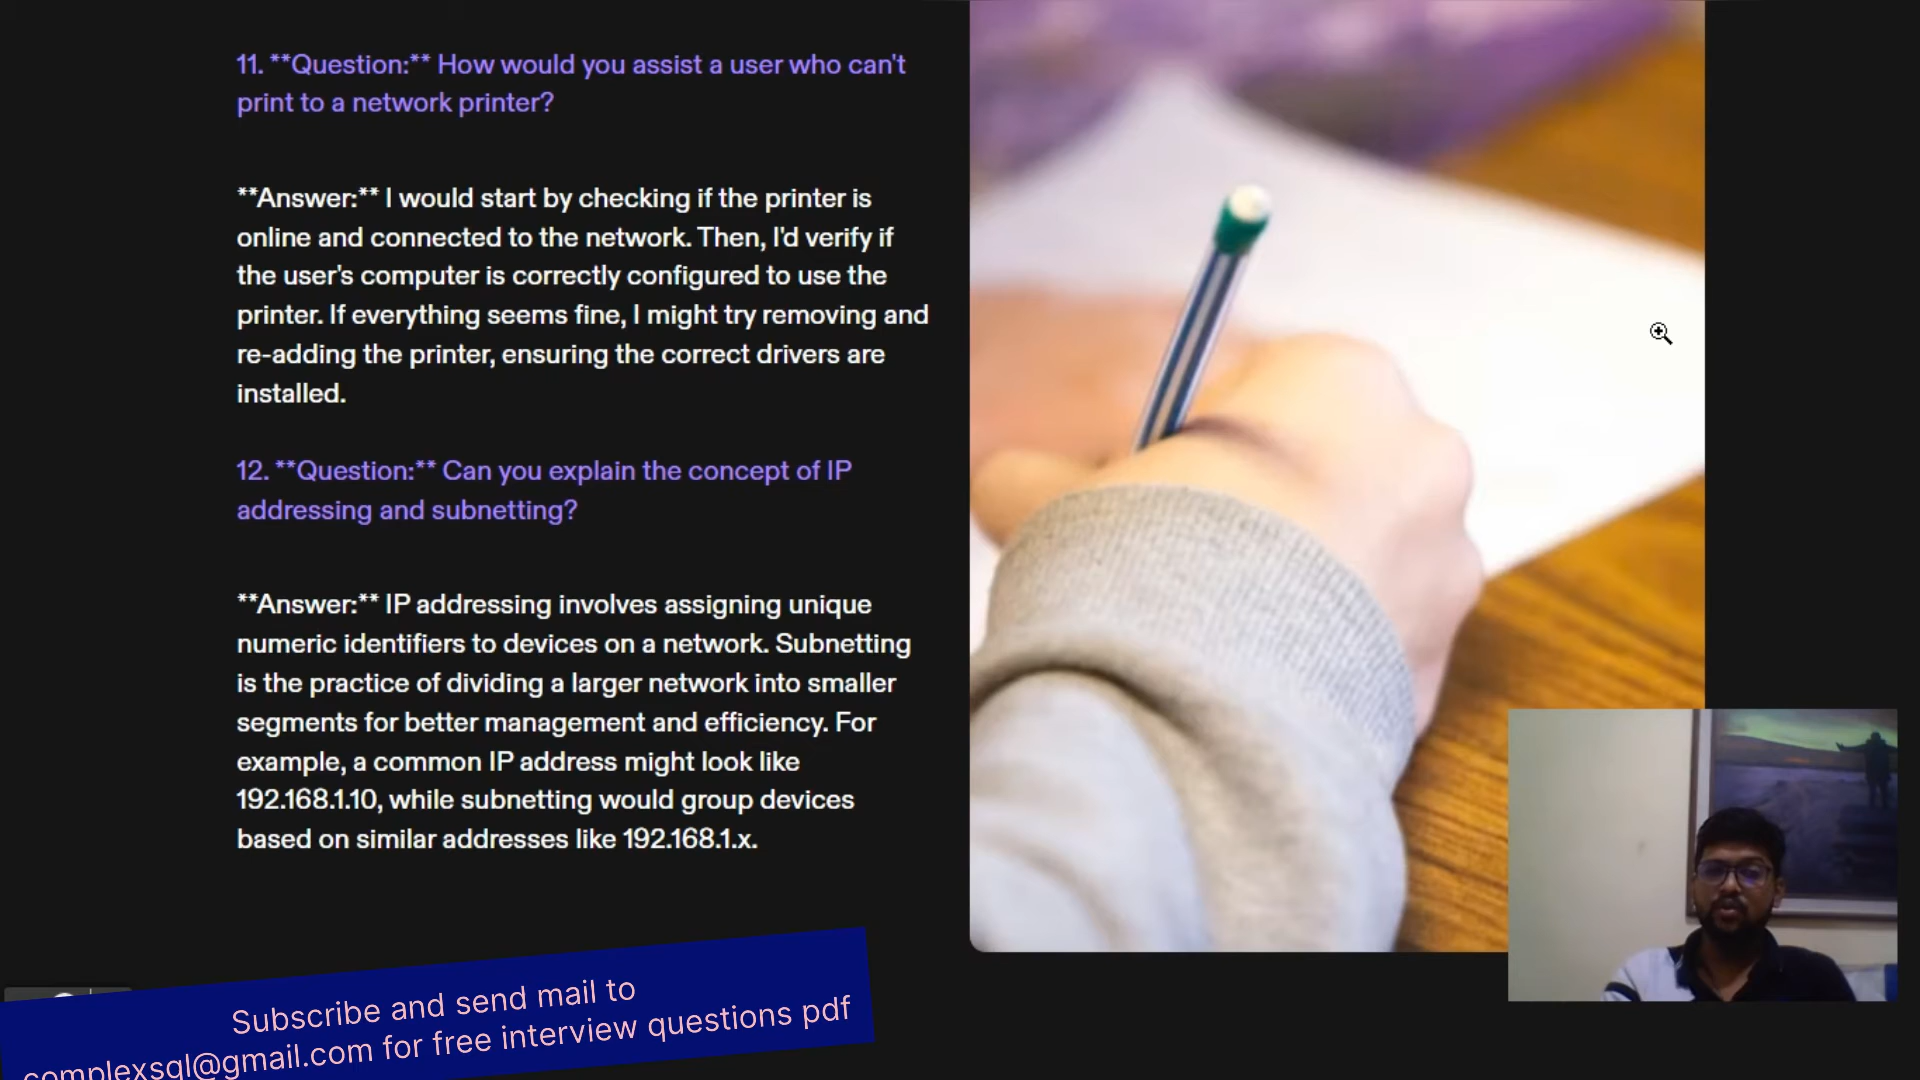 11. **Question:** How would you assist a user who can't
print to a network printer?
**Answer:** I would start by checking if the printer is
online and connected to the network. Then, I'd verify if
the user's computer is correctly configured to use the
printer. If everything seems fine, I might try removing and
re-adding the printer, ensuring the correct drivers are
installed.
12. **Question:** Can you explain the concept of IP
addressing and subnetting?
**Answer:** IP addressing involves assigning unique
numeric identifiers to devices on a network. Subnetting
is the practice of dividing a larger network into smaller
segments for better management and efficiency. For
example, a common IP address might look like
192.168.1.10, while subnetting would group devices
based on similar addresses like 192.168.1.x.
Subscribe and send mail to
complexsql@gmail.com for free interview questions pdf